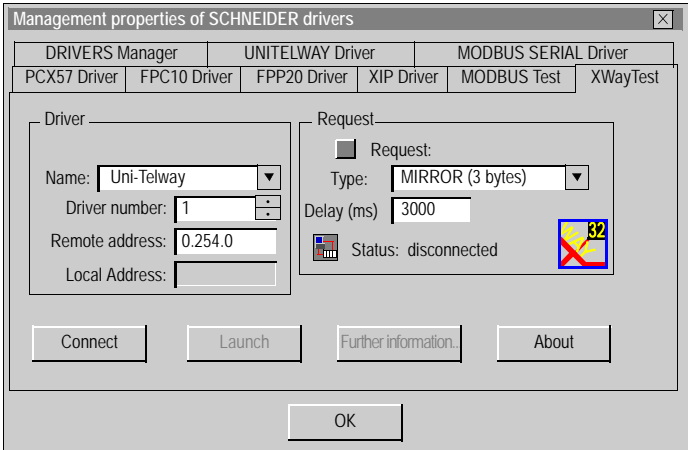 Management properties of SCHNEIDER drivers
DRIVERS Manager UNITELWAY Driver MODBUS SERIAL Driver
PCX57 Driver FPC10 Driver FPP20 Driver XIP Driver MODBUS Test XWayTest
Driver
Name: Uni-Telway
Driver number: 1
Remote address: 0.254.0
Local Address:
Request
Request:
Type: MIRROR (3 bytes)
Delay (ms) 3000
Status: disconnected
WAY 32
Connect Launch Further information.. About
OK